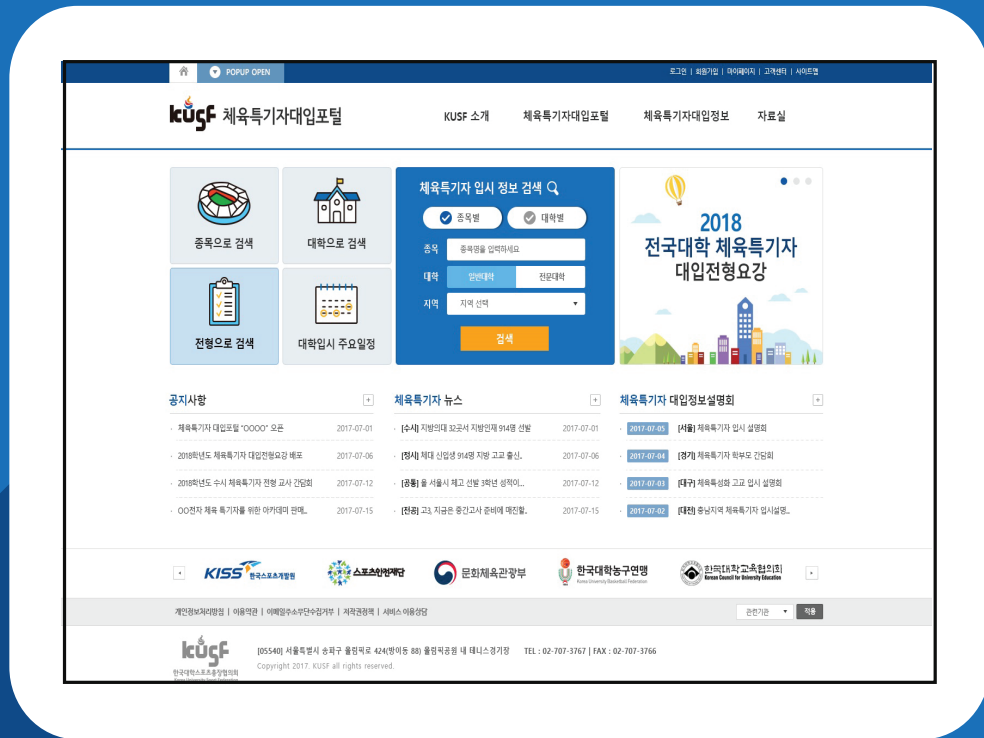 POPUP OPEN
로그인 | 회원가입 | 마이페이지 | 고객센터 | 사이트맵
kusf 체육특기자대입포털
KUSF 소개 체육특기자대입포털 체육특기자대입정보 자료실
종목으로 검색
대학으로 검색
전형으로 검색
대학입시 주요일정
체육특기자 입시 정보 검색
종목별 대학별
종목 종목명을 입력하세요
대학 일반대학 전문대학
지역 지역 선택
검색
2018
전국대학 체육특기자
대입전형요강
공지사항
체육특기자 대입포털 "OOOO" 오픈 2017-07-01
2018학년도 체육특기자 대입전형요강 배포 2017-07-06
2018학년도 수시 체육특기자 전형 교사 간담회 2017-07-12
OO전자 체육 특기자를 위한 아카데미 판매.. 2017-07-15
체육특기자 뉴스
[수시] 지방의대 32곳서 지방인재 914명 선발 2017-07-01
[정시] 체대 신입생 914명 지방 고교 출신.. 2017-07-06
[공통] 올 서울시 체고 선발 3학년 성적이... 2017-07-12
[전공] 고3, 지금은 중간고사 준비에 매진할.. 2017-07-15
체육특기자 대입정보설명회
2017-07-05 [서울] 체육특기자 입시 설명회
2017-07-04 [경기] 체육특기자 학부모 간담회
2017-07-03 [대구] 체육특성화 고교 입시 설명회
2017-07-02 [대전] 충남지역 체육특기자 입시설명..
KISS 한국스포츠개발원
스포츠안전재단
문화체육관광부
한국대학농구연맹
Korea University Basketball Federation
한국대학교육협의회
Korean Council for University Education
개인정보처리방침 | 이용약관 | 이메일주소무단수집거부 | 저작권정책 | 서비스 이용상담
관련기관 적용
kusf
한국대학스포츠총장협의회
[05540] 서울특별시 송파구 올림픽로 424(방이동 88) 올림픽공원 내 테니스경기장 TEL : 02-707-3767 | FAX : 02-707-3766
Copyright 2017. KUSF all rights reserved.